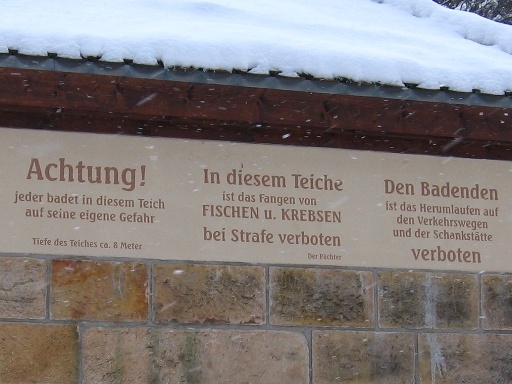 Achtung!
jeder badet in diesem Teich
auf seine eigene Gefahr
Tiefe des Teiches ca. 8 Meter
In diesem Teiche
ist das Fangen von
FISCHEN u. KREBSEN
bei Strafe verboten
Der Pächter
Den Badenden
ist das Herumlaufen auf
den Verkehrswegen
und der Schankstätte
verboten